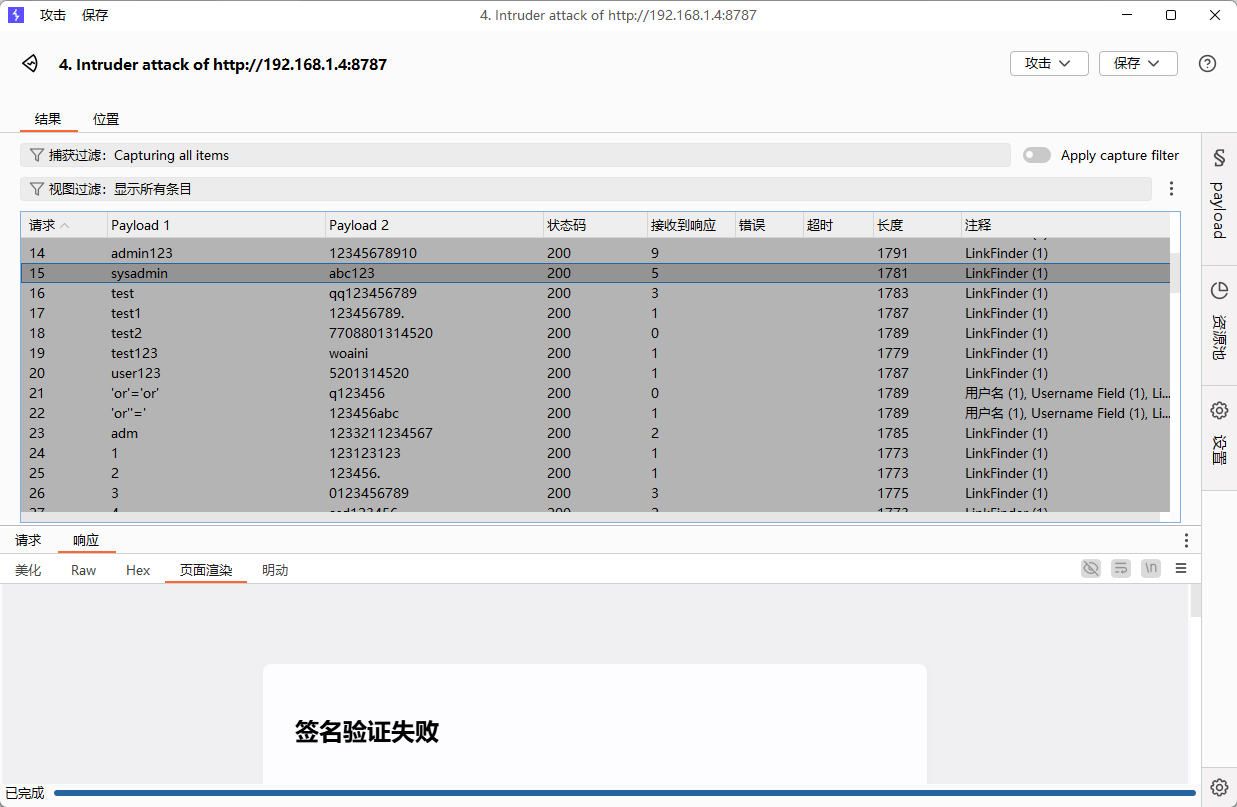 攻击 保存 4. Intruder attack of http://192.168.1.4:8787
4. Intruder attack of http://192.168.1.4:8787 攻击 保存
结果 位置
捕获过滤: Capturing all items Apply capture filter
视图过滤: 显示所有条目
请求 Payload 1 Payload 2 状态码 接收到响应 错误 超时 长度 注释
14 admin123 12345678910 200 9 1791 LinkFinder (1)
15 sysadmin abc123 200 5 1781 LinkFinder (1)
16 test qq123456789 200 3 1783 LinkFinder (1)
17 test1 123456789. 200 1 1787 LinkFinder (1)
18 test2 7708801314520 200 0 1789 LinkFinder (1)
19 test123 woaini 200 1 1779 LinkFinder (1)
20 user123 5201314520 200 1 1787 LinkFinder (1)
21 'or'='or' q123456 200 0 1789 用户名 (1), Username Field (1), Li...
22 'or''=' 123456abc 200 1 1789 用户名 (1), Username Field (1), Li...
23 adm 1233211234567 200 2 1785 LinkFinder (1)
24 1 123123123 200 1 1773 LinkFinder (1)
25 2 123456. 200 1 1773 LinkFinder (1)
26 3 0123456789 200 3 1775 LinkFinder (1)
payload
资源池
设置
请求 响应
美化 Raw Hex 页面渲染 明动 \n
签名验证失败
已完成